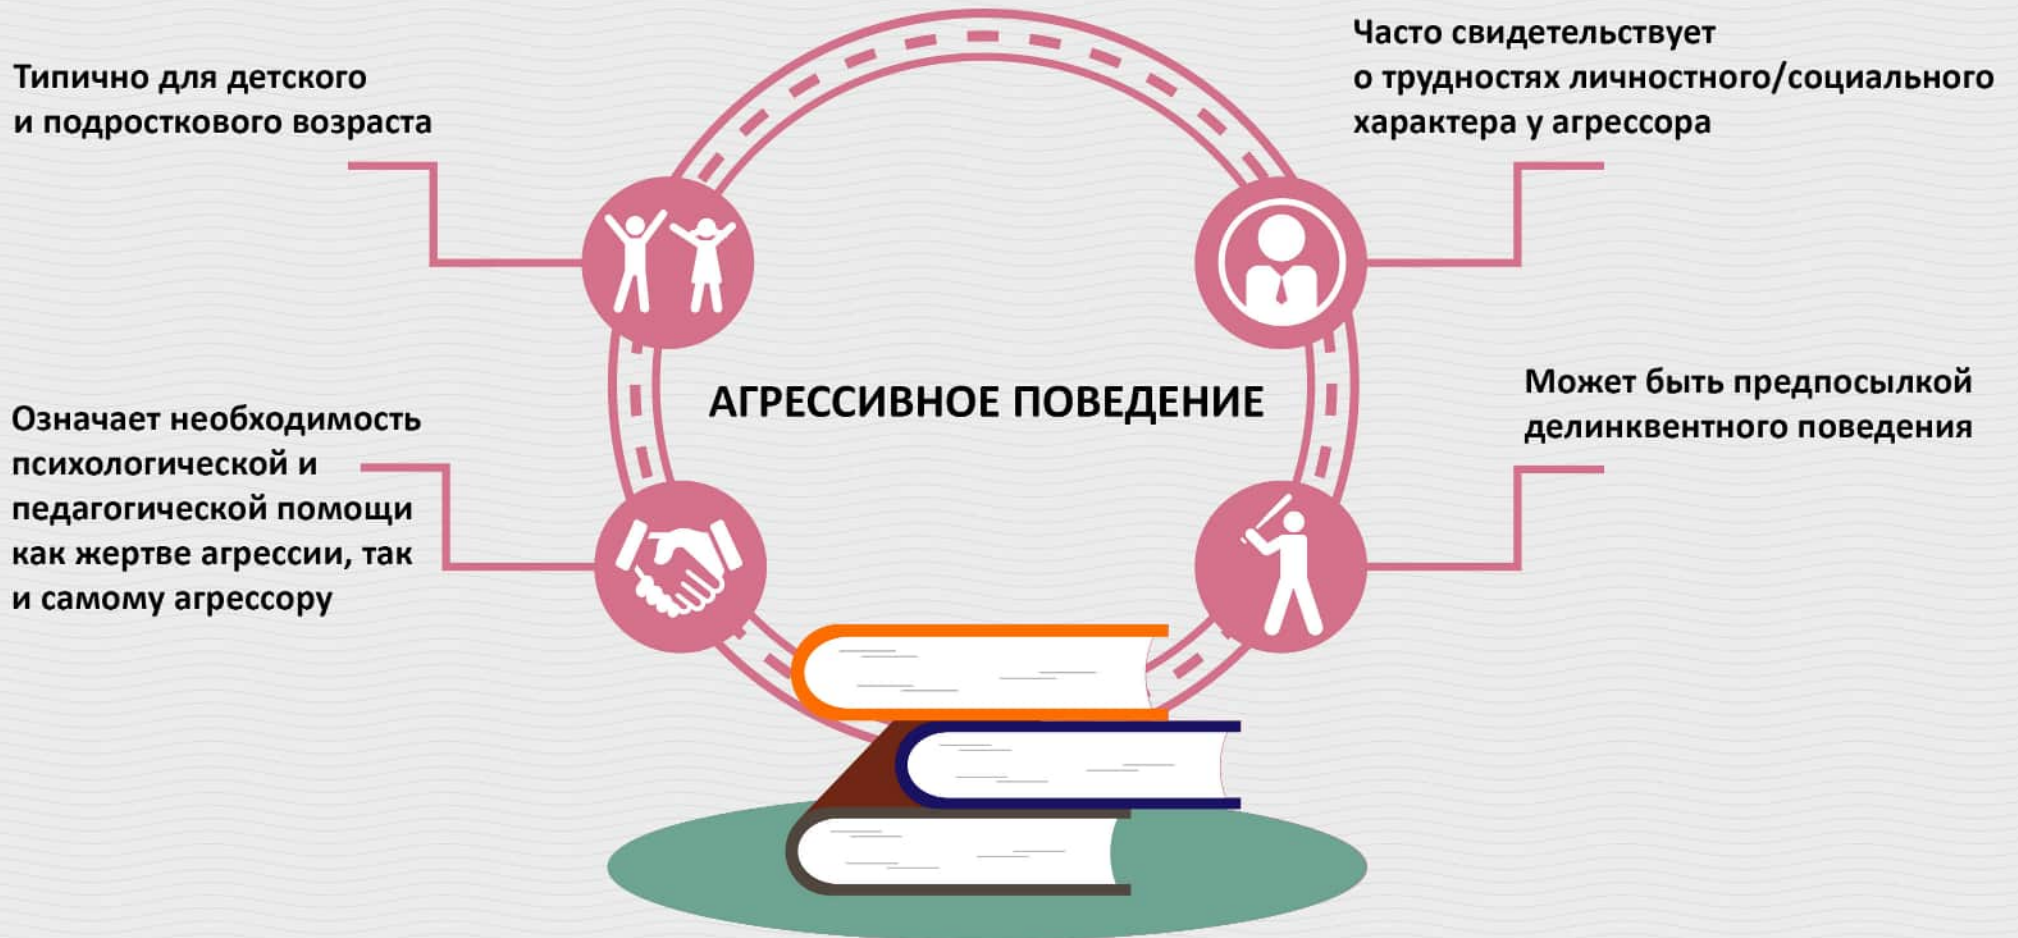 Типично для детского
и подросткового возраста
Часто свидетельствует
о трудностях личностного/социального
характера у агрессора
АГРЕССИВНОЕ ПОВЕДЕНИЕ
Означает необходимость
психологической и
педагогической помощи
как жертве агрессии, так
и самому агрессору
Может быть предпосылкой
делинквентного поведения